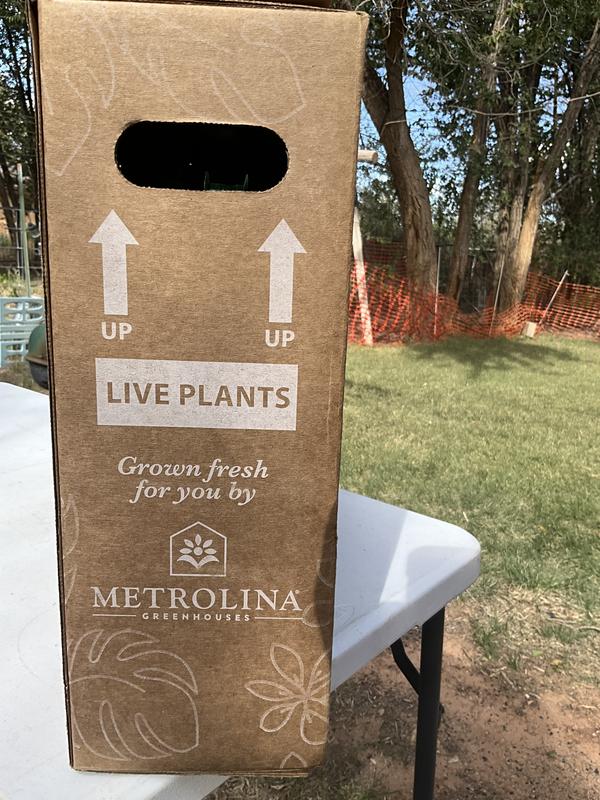 UP
UP
LIVE PLANTS
Grown fresh
for you by
METROLINA®
GREENHOUSES